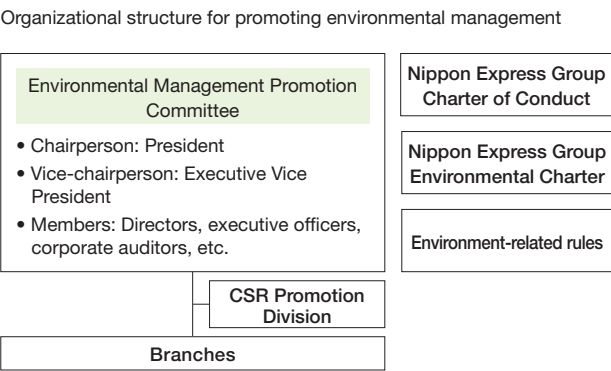 Organizational structure for promoting environmental management
Environmental Management Promotion
Committee
• Chairperson: President
• Vice-chairperson: Executive Vice
President
• Members: Directors, executive officers,
corporate auditors, etc.
CSR Promotion
Division
Branches
Nippon Express Group
Charter of Conduct
Nippon Express Group
Environmental Charter
Environment-related rules